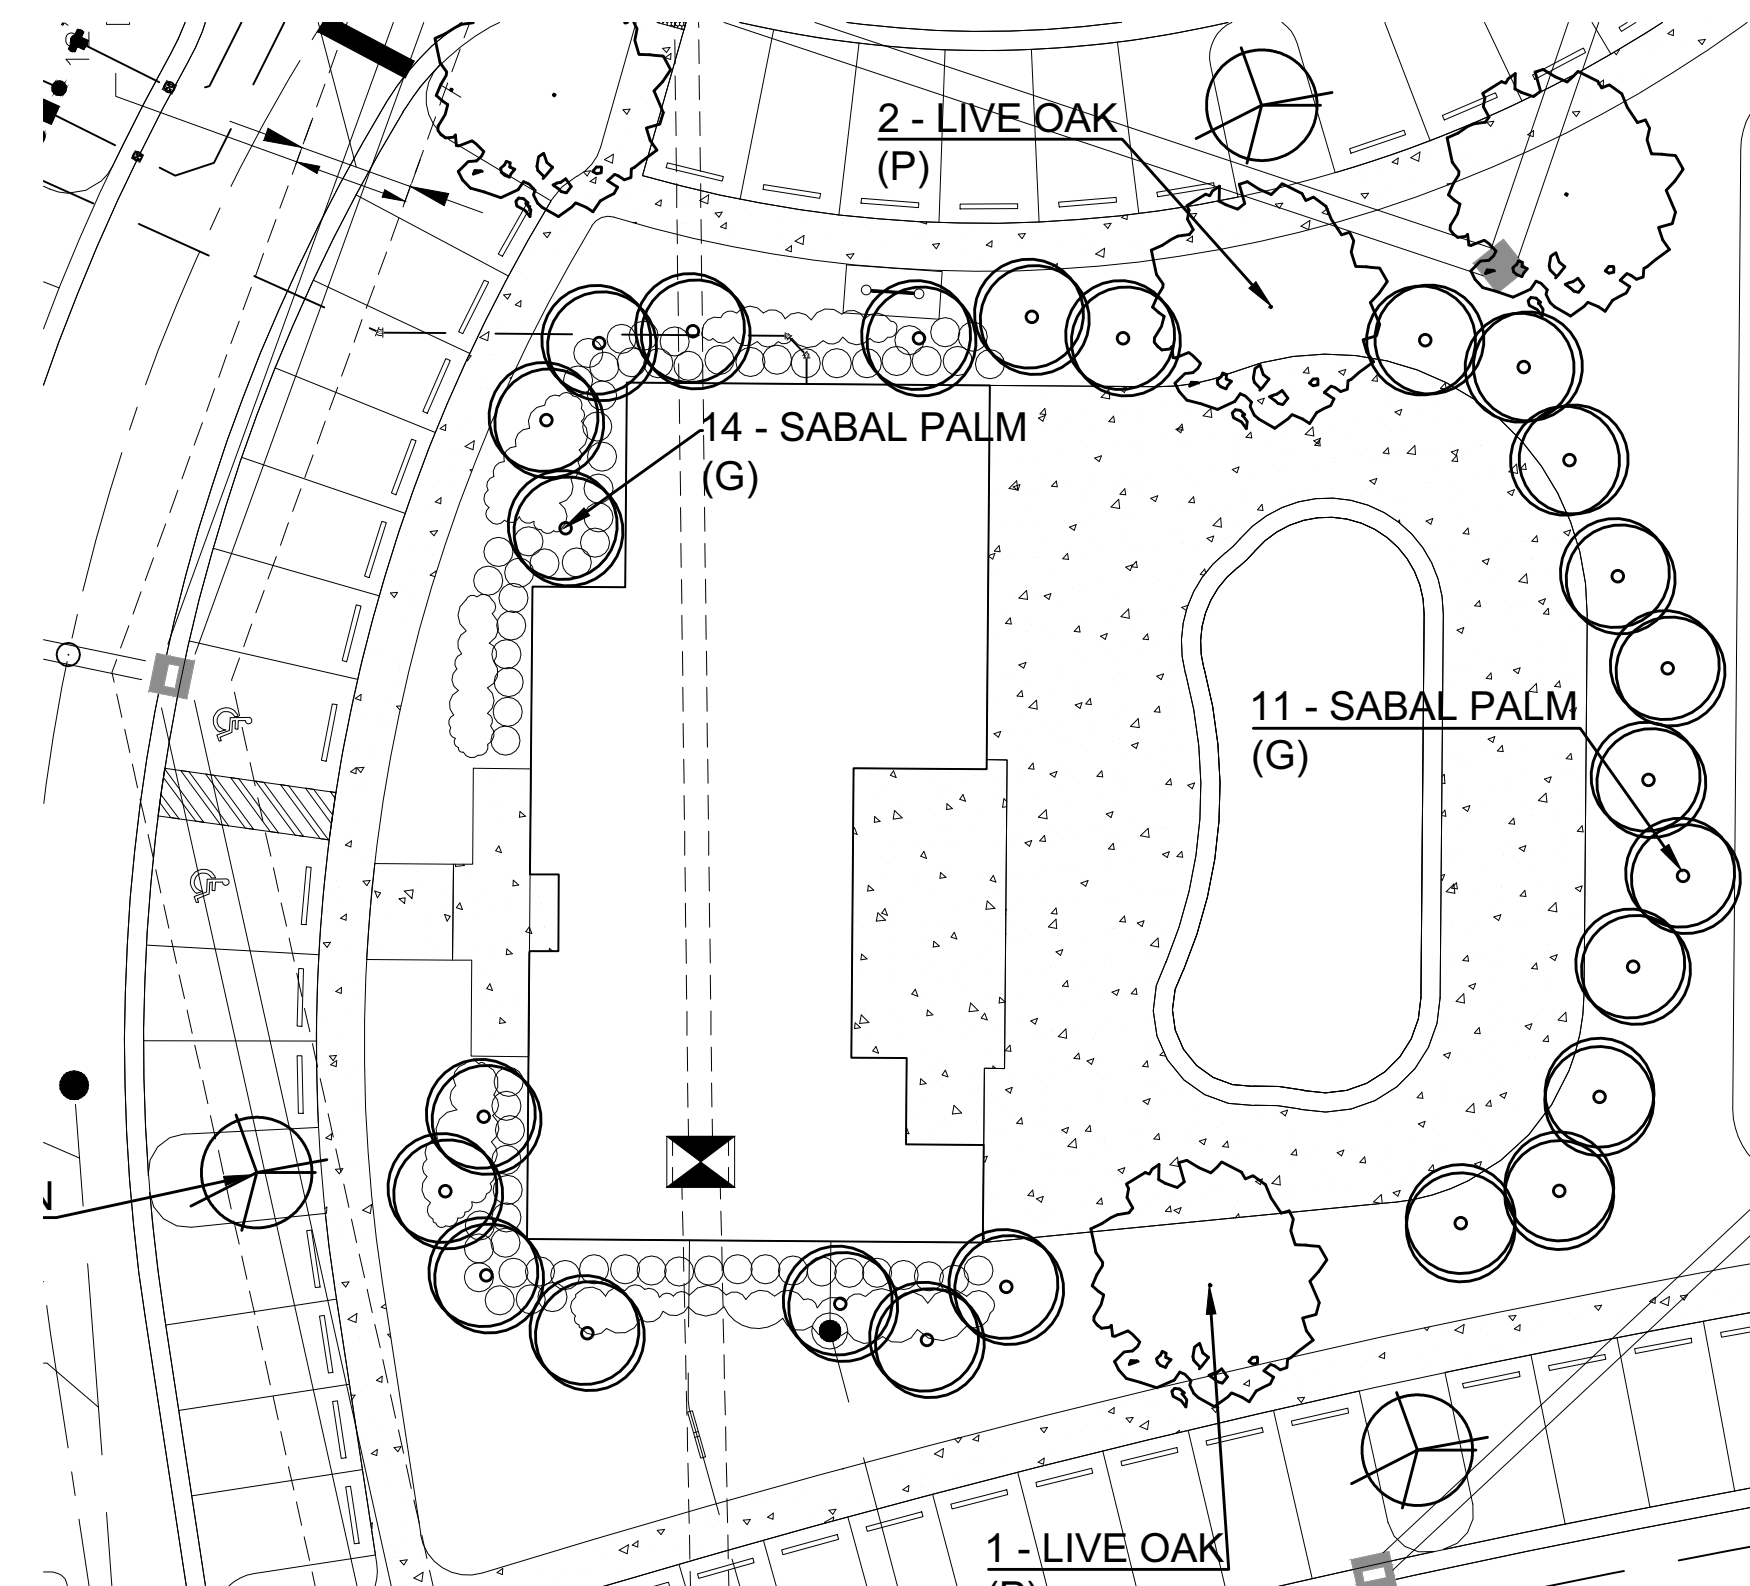 2 - LIVE OAK
(P)
14 - SABAL PALM
(G)
11 - SABAL PALM
(G)
N
1 - LIVE OAK